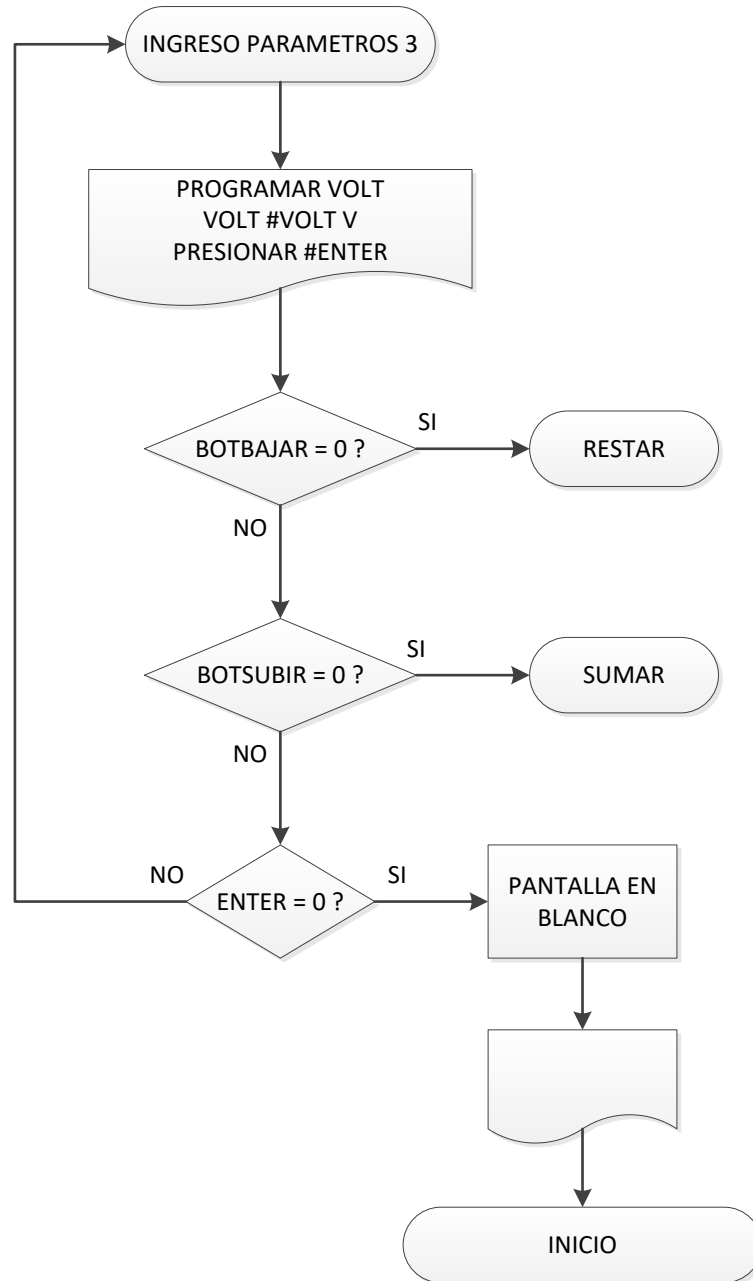 INGRESO PARAMETROS 3
PROGRAMAR VOLT
VOLT #VOLT V
PRESIONAR #ENTER
BOTBAJAR = 0 ?
SI
RESTAR
NO
BOTSUBIR = 0 ?
SI
SUMAR
NO
NO
ENTER = 0 ?
SI
PANTALLA EN
BLANCO
INICIO